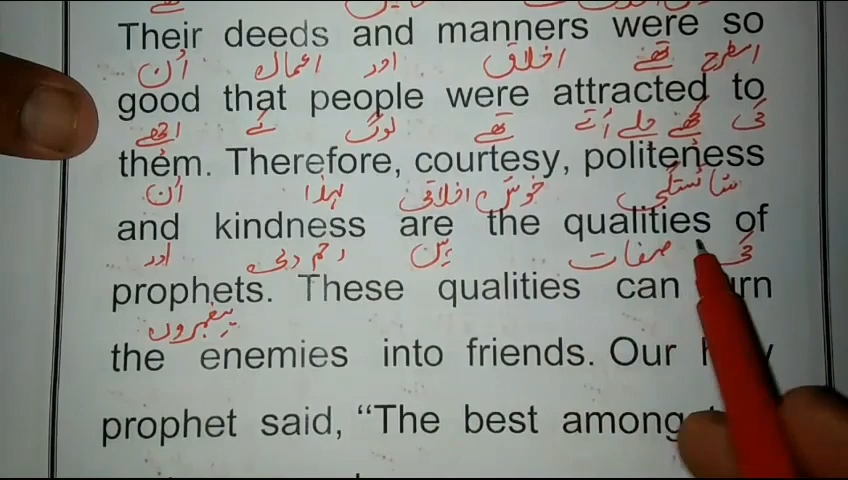 Their deeds and manners were so
اُن اعمال اور اخلاق تھے اسطرح
good that people were attracted to
اچھے کے لوگ تھے کھنچے چلے آتے کی
them. Therefore, courtesy, politeness
اُن لہذا خوش اخلاقی شائستگی
and kindness are the qualities of
اور رحم دلی ہیں صفات کی
prophets. These qualities can
پیغمبروں
the enemies into friends. Our
prophet said, “The best among